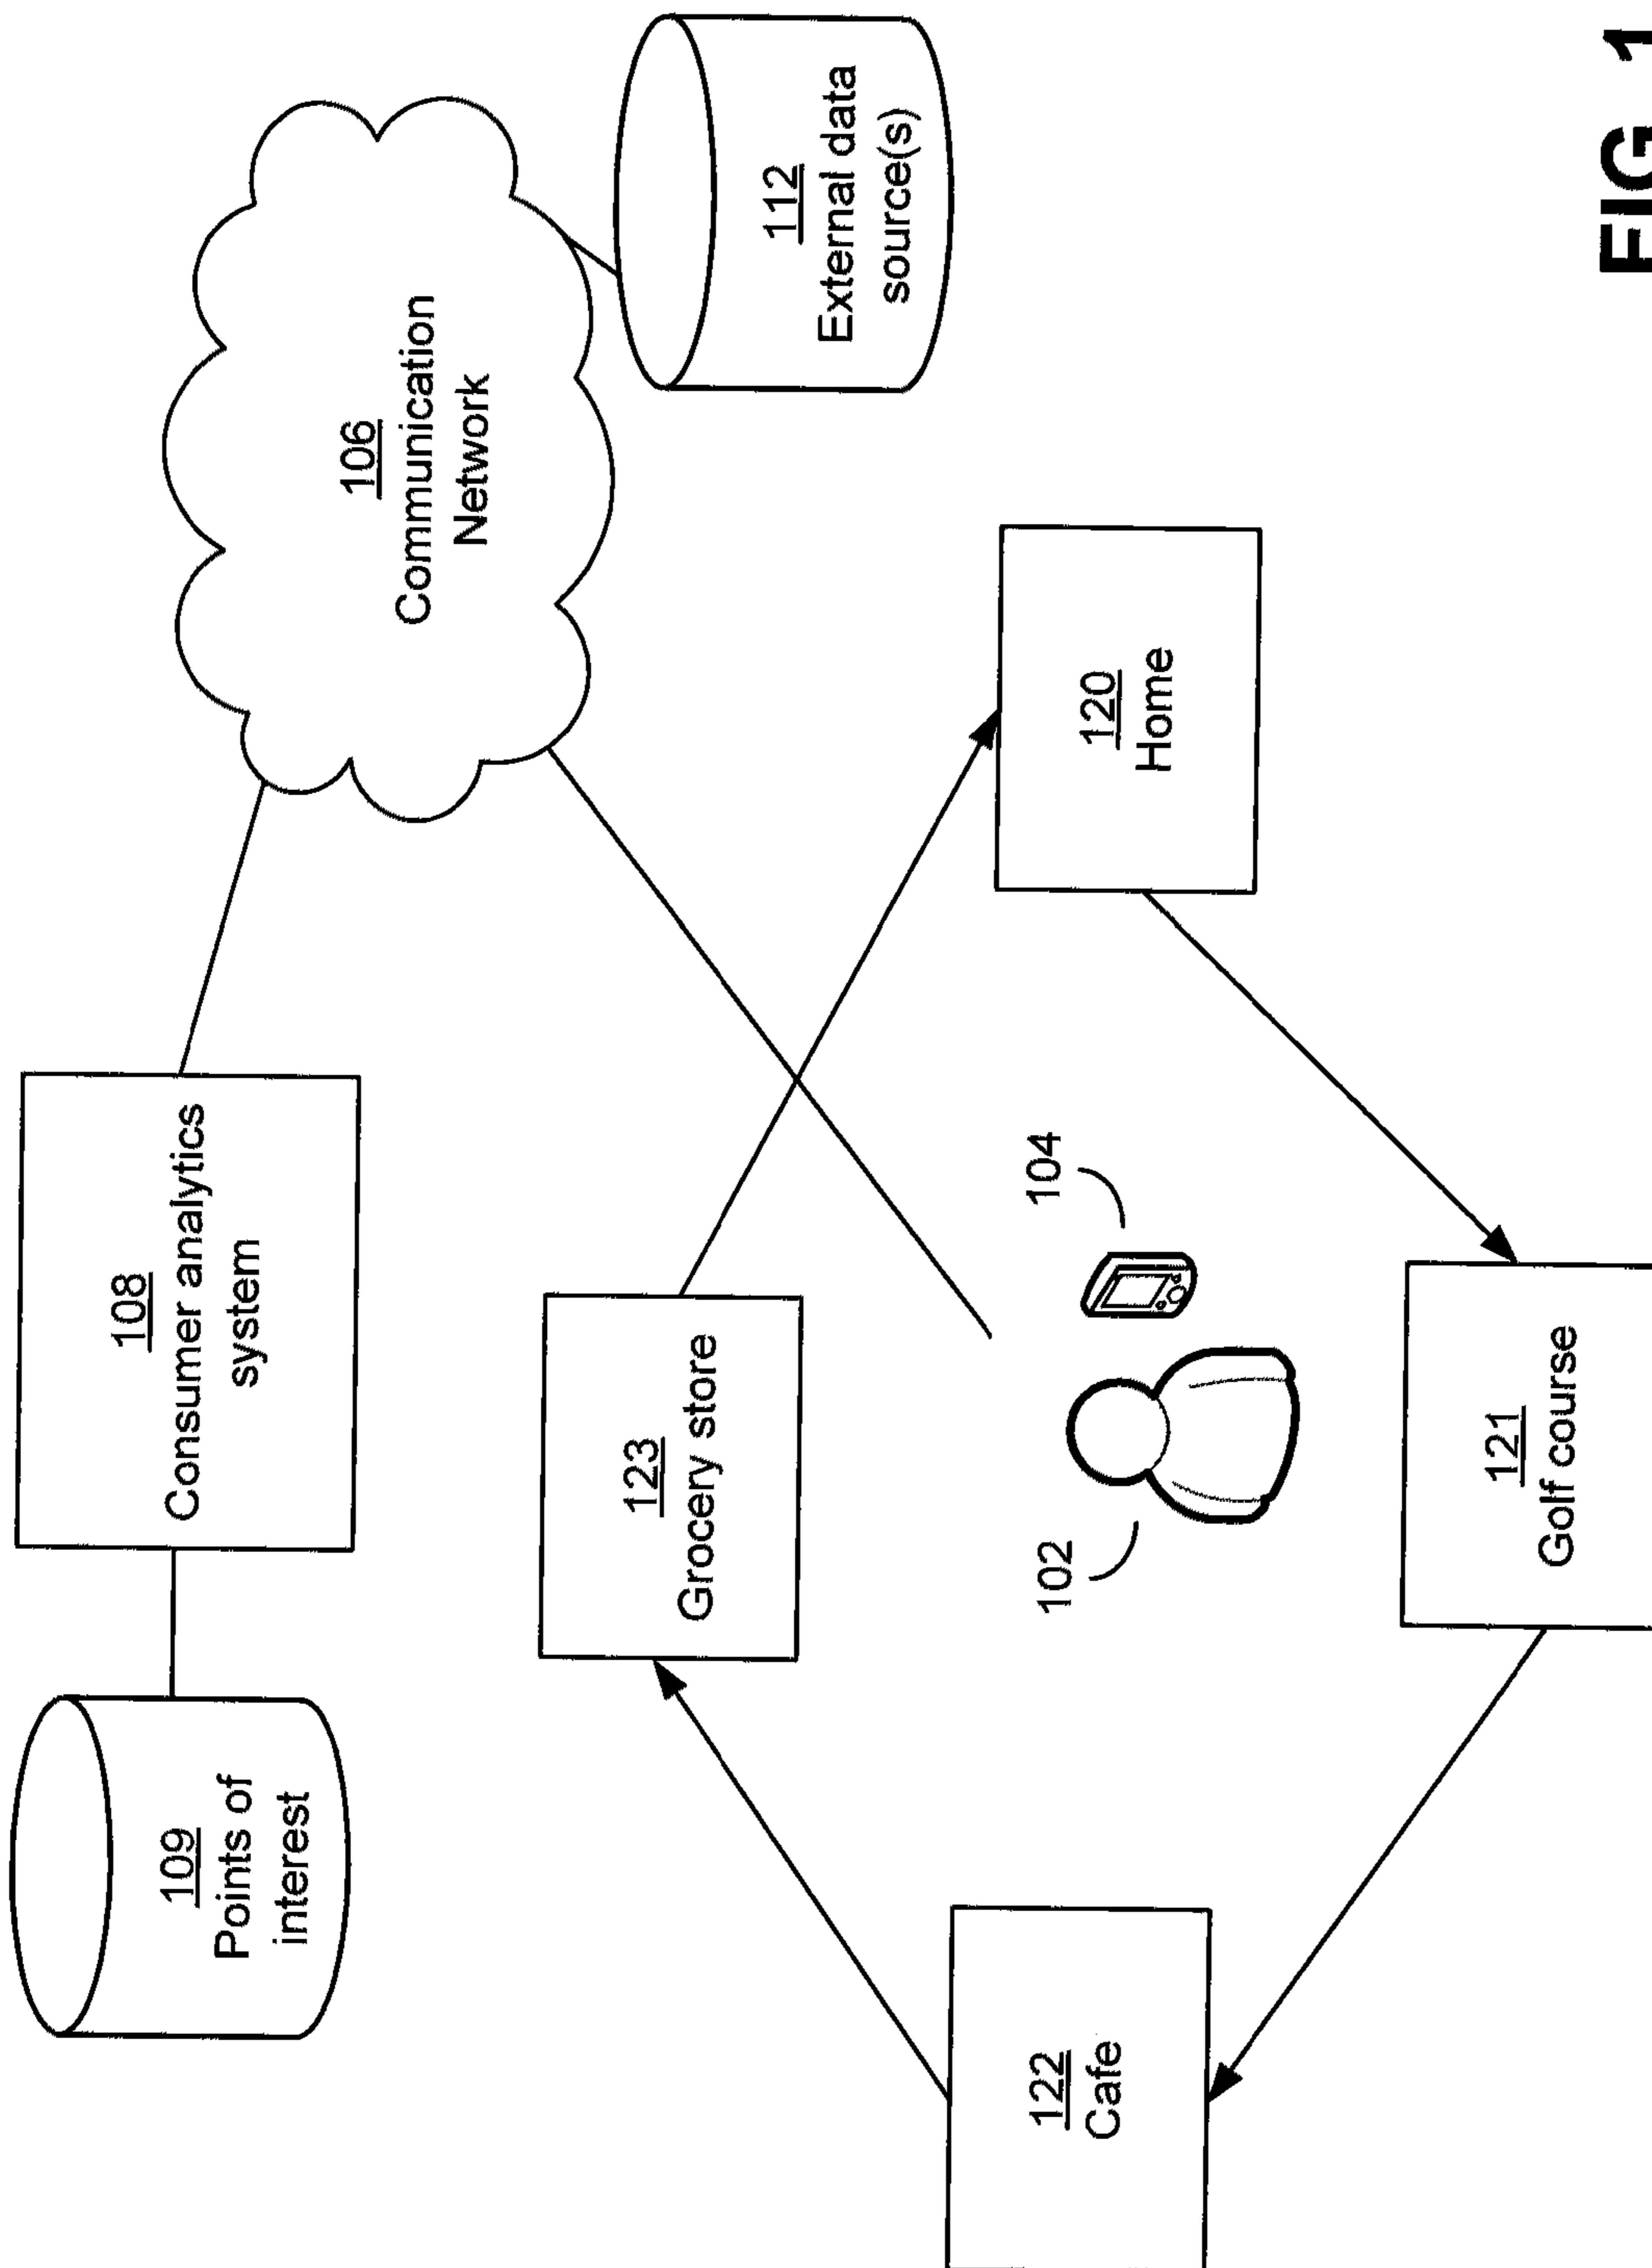 109
Points of
interest
108
Consumer analytics
system
106
Communication
Network
112
External data
source(s)
123
Grocery store
122
Cafe
102
104
120
Home
121
Golf course
FIG. 1